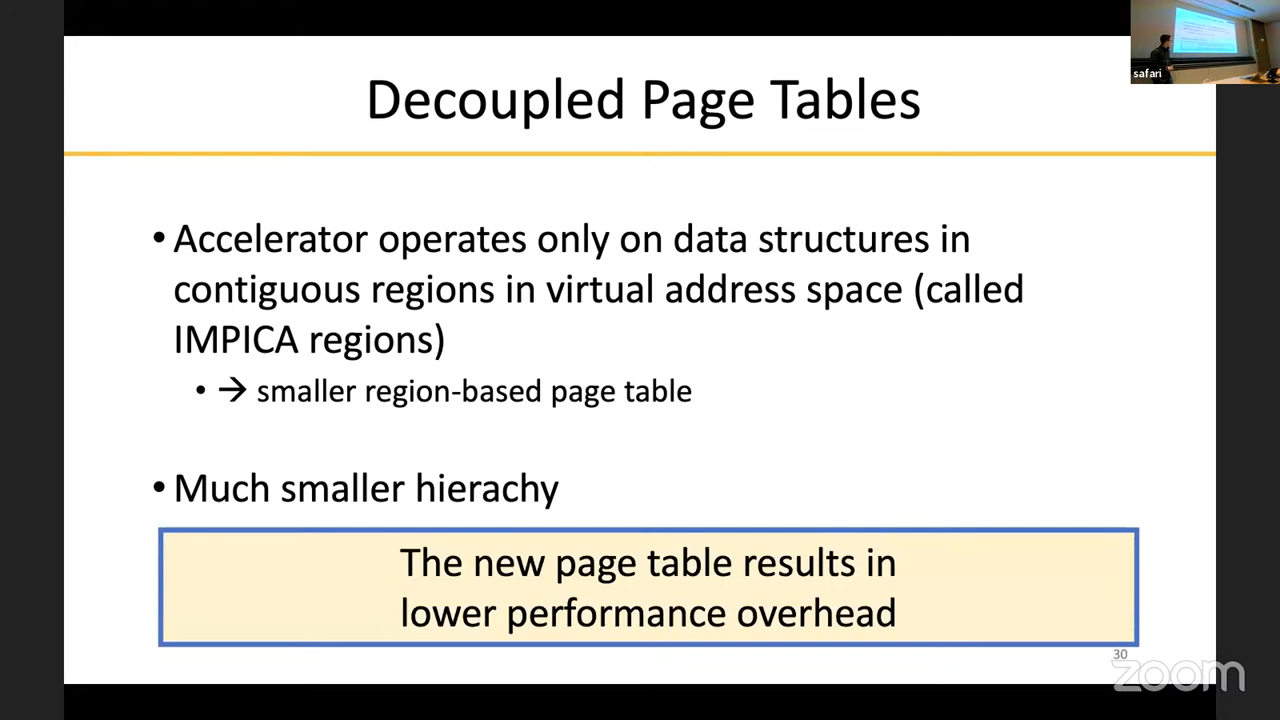 Decoupled Page Tables
safari
• Accelerator operates only on data structures in
contiguous regions in virtual address space (called
IMPICA regions)
• → smaller region-based page table
• Much smaller hierachy
The new page table results in
lower performance overhead
30
zoom